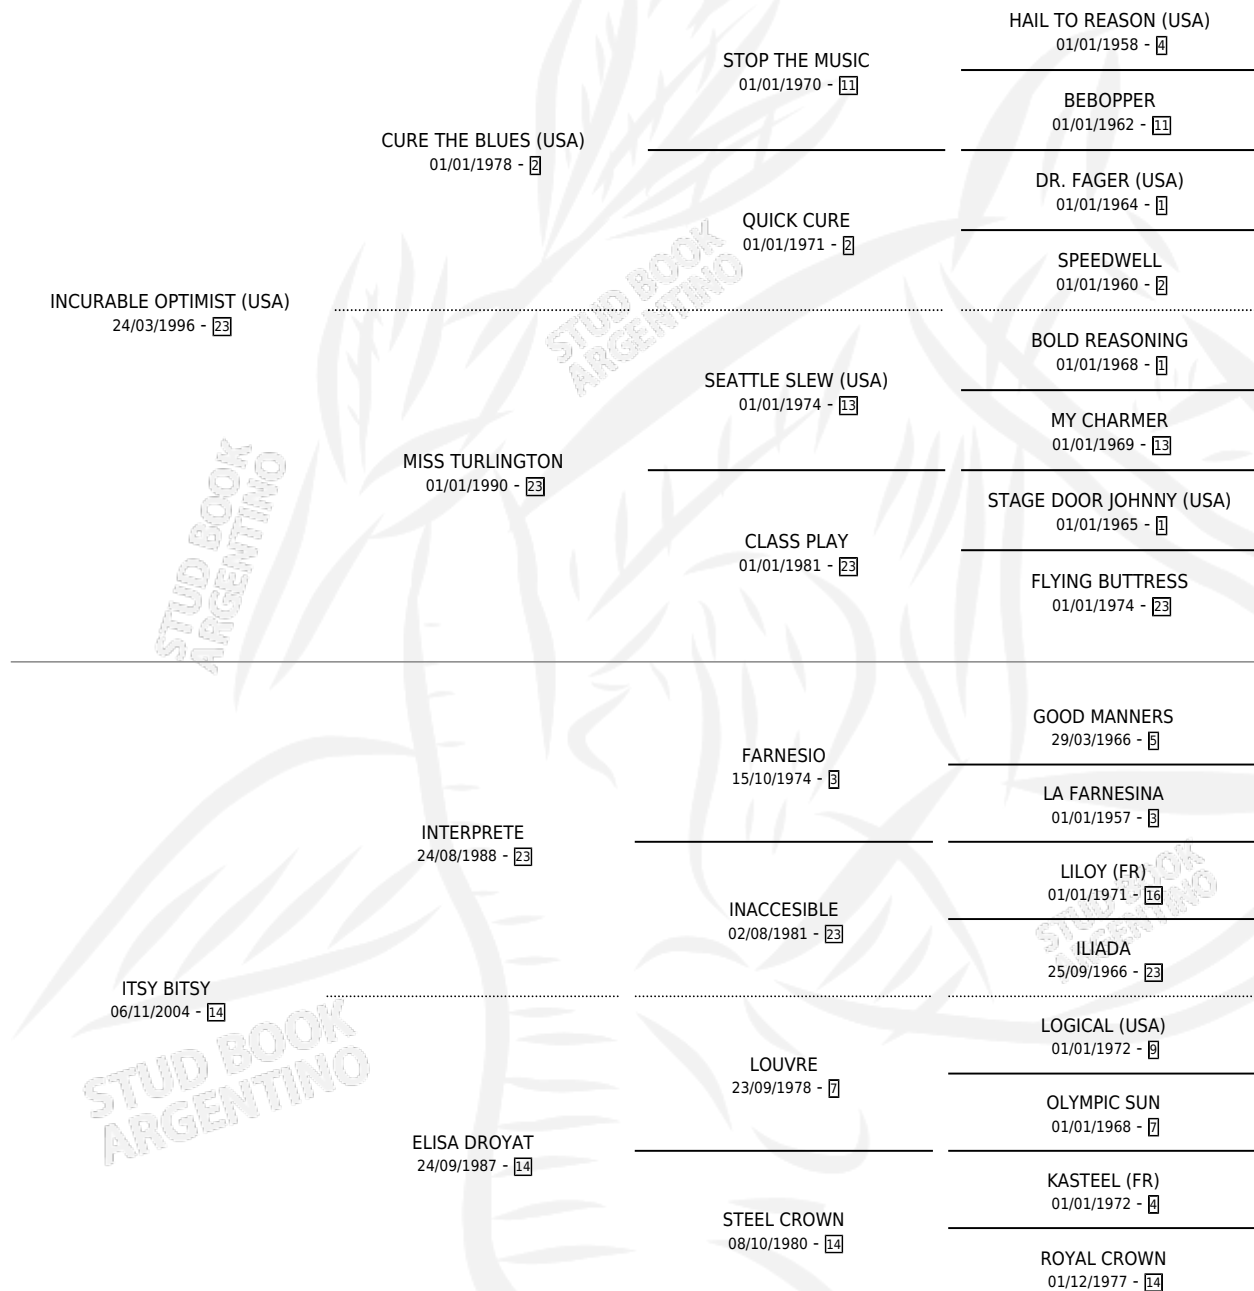 HAIL TO REASON (USA)
01/01/1958 - 4
STOP THE MUSIC
01/01/1970 - 11
BEBOPPER
01/01/1962 - 11
CURE THE BLUES (USA)
01/01/1978 - 2
DR. FAGER (USA)
01/01/1964 - 1
QUICK CURE
01/01/1971 - 2
SPEEDWELL
01/01/1960 - 2
INCURABLE OPTIMIST (USA)
24/03/1996 - 23
BOLD REASONING
01/01/1968 - 1
SEATTLE SLEW (USA)
01/01/1974 - 13
MY CHARMER
01/01/1969 - 13
MISS TURLINGTON
01/01/1990 - 23
STAGE DOOR JOHNNY (USA)
01/01/1965 - 1
CLASS PLAY
01/01/1981 - 23
FLYING BUTTRESS
01/01/1974 - 23
GOOD MANNERS
29/03/1966 - 5
FARNESIO
15/10/1974 - 3
LA FARNESINA
01/01/1957 - 3
INTERPRETE
24/08/1988 - 23
LILOY (FR)
01/01/1971 - 16
INACCESIBLE
02/08/1981 - 23
ILIADA
25/09/1966 - 23
ITSY BITSY
06/11/2004 - 14
LOGICAL (USA)
01/01/1972 - 9
LOUVRE
23/09/1978 - 7
OLYMPIC SUN
01/01/1968 - 7
ELISA DROYAT
24/09/1987 - 14
KASTEEL (FR)
01/01/1972 - 4
STEEL CROWN
08/10/1980 - 14
ROYAL CROWN
01/12/1977 - 14
STUD BOOK
ARGENTINO
STUD BOOK
ARGENTINO
STUD BOOK
ARGENTINO
STUD BOOK
ARGENTINO